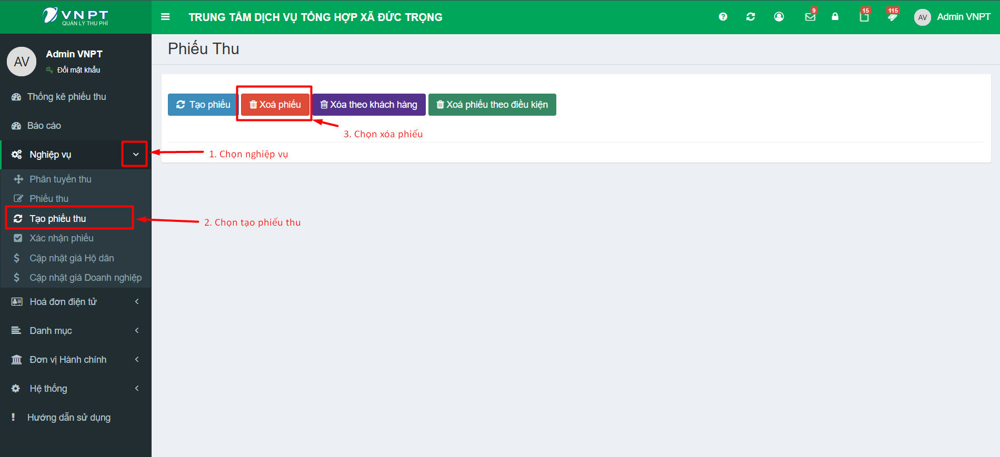 VNPT
QUẢN LÝ THU PHÍ
TRUNG TÂM DỊCH VỤ TỔNG HỢP XÃ ĐỨC TRỌNG
9
15
115
AV
Admin VNPT
AV
Admin VNPT
Đổi mật khẩu
Thống kê phiếu thu
Báo cáo
Nghiệp vụ
Phân tuyến thu
Phiếu thu
Tạo phiếu thu
Xác nhận phiếu
Cập nhật giá Hộ dân
Cập nhật giá Doanh nghiệp
Hoá đơn điện tử
Danh mục
Đơn vị Hành chính
Hệ thống
Hướng dẫn sử dụng
Phiếu Thu
Tạo phiếu
Xoá phiếu
Xóa theo khách hàng
Xoá phiếu theo điều kiện
3. Chọn xóa phiếu
1. Chọn nghiệp vụ
2. Chọn tạo phiếu thu